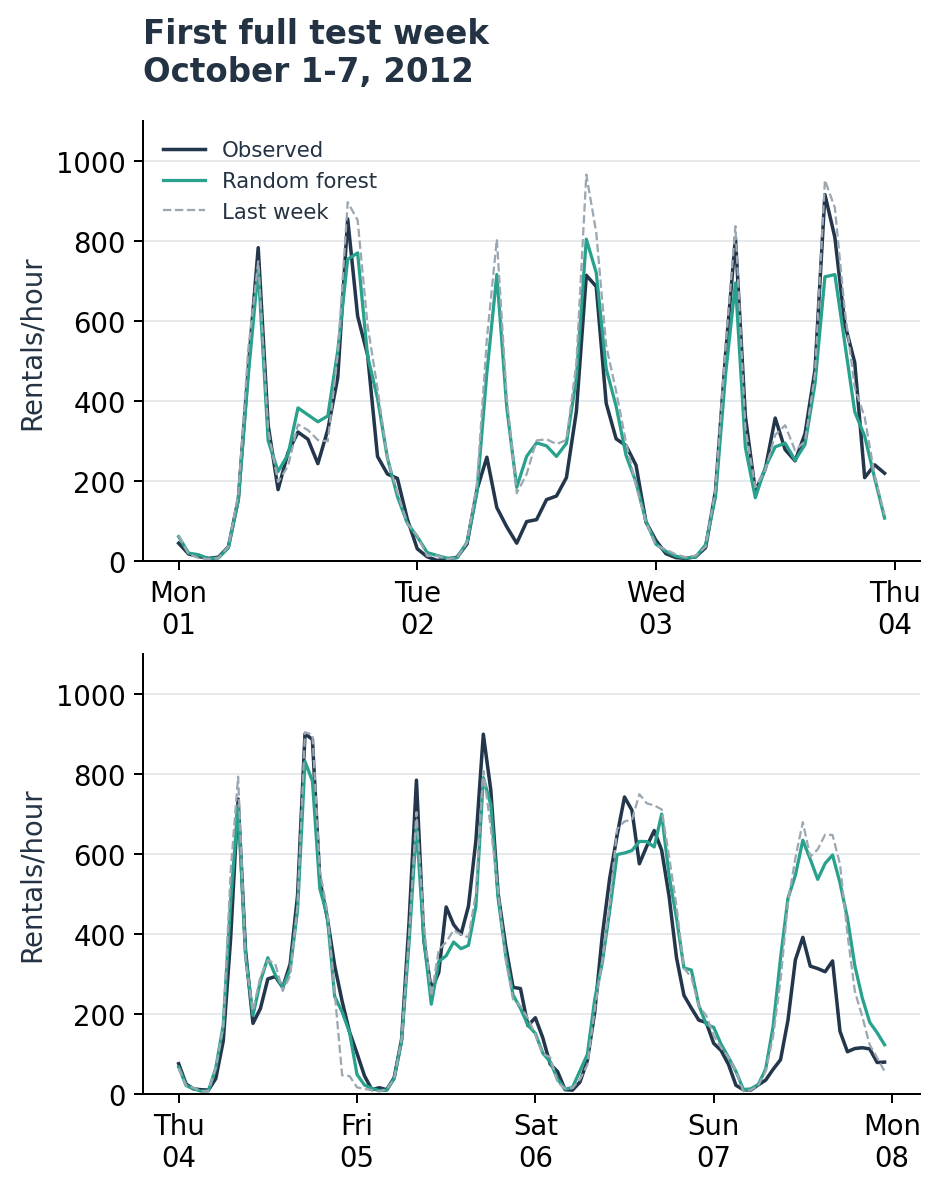 First full test week
October 1-7, 2012
1000
800
600
400
200
0
Rentals/hour
Observed
Random forest
Last week
Mon Tue Wed Thu
01 02 03 04
1000
800
600
400
200
0
Rentals/hour
Thu Fri Sat Sun Mon
04 05 06 07 08